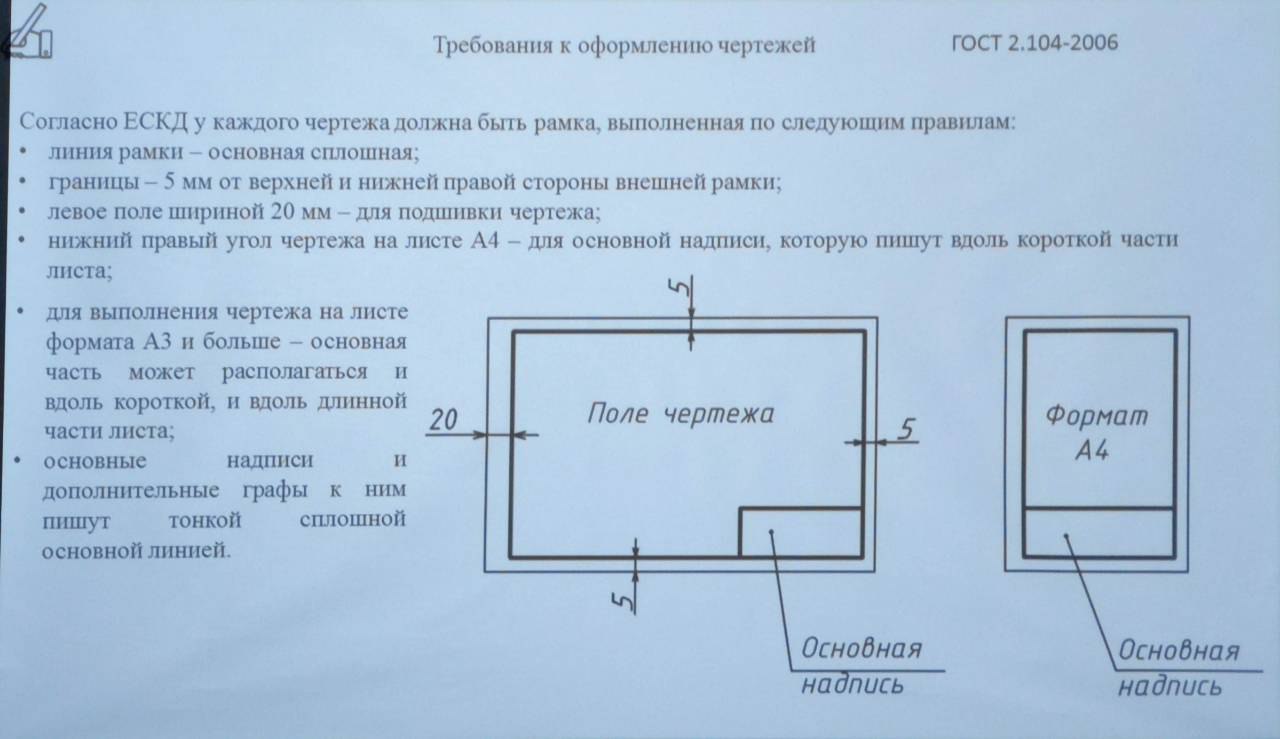 Требования к оформлению чертежей
ГОСТ 2.104-2006
Согласно ЕСКД у каждого чертежа должна быть рамка, выполненная по следующим правилам:
• линия рамки – основная сплошная;
• границы – 5 мм от верхней и нижней правой стороны внешней рамки;
• левое поле шириной 20 мм – для подшивки чертежа;
• нижний правый угол чертежа на листе А4 – для основной надписи, которую пишут вдоль короткой части
листа;
• для выполнения чертежа на листе
формата А3 и больше – основная
часть может располагаться и
вдоль короткой, и вдоль длинной
части листа;
• основные надписи и
дополнительные графы к ним
пишут тонкой сплошной
основной линией.
5
20
Поле чертежа
5
5
Основная
надпись
Формат
А4
Основная
надпись